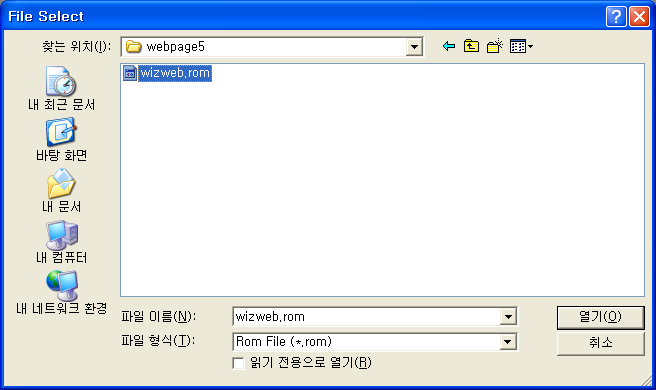 File Select
찾는 위치(I):
webpage5
wizweb.rom
내 최근 문서
바탕 화면
내 문서
내 컴퓨터
내 네트워크 환경
파일 이름(N):
wizweb.rom
열기(O)
파일 형식(T):
Rom File (*.rom)
취소
읽기 전용으로 열기(R)